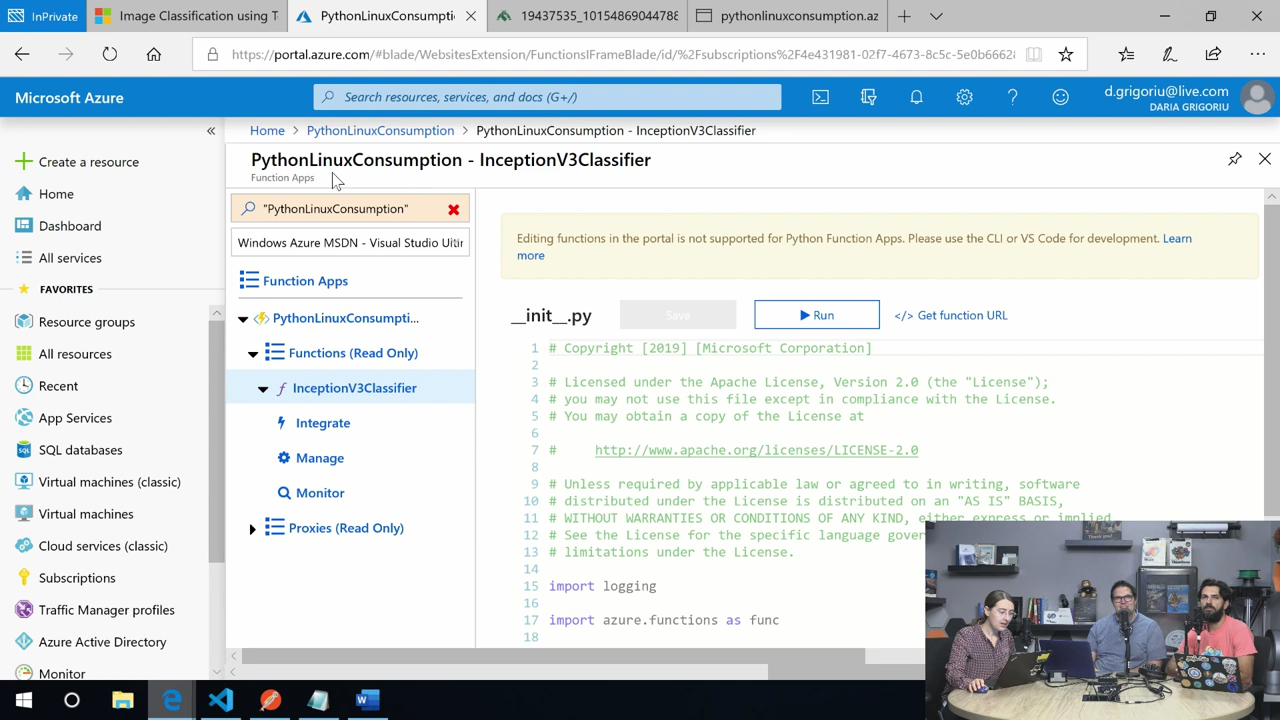 InPrivate
Image Classification using T
PythonLinuxConsumpti
19437535_10154869044788
pythonlinuxconsumption.az
https://portal.azure.com/#blade/WebsitesExtension/FunctionsIFrameBlade/id/%2Fsubscriptions%2F4e431981-02f7-4673-8c5c-5e0b66628
Microsoft Azure
Search resources, services, and docs (G+/)
d.grigoriu@live.com
DARIA GRIGORIU
Create a resource
Home
Dashboard
All services
FAVORITES
Resource groups
All resources
Recent
App Services
SQL databases
Virtual machines (classic)
Virtual machines
Cloud services (classic)
Subscriptions
Traffic Manager profiles
Azure Active Directory
Monitor
Home > PythonLinuxConsumption > PythonLinuxConsumption - InceptionV3Classifier
PythonLinuxConsumption - InceptionV3Classifier
Function Apps
"PythonLinuxConsumption"
Windows Azure MSDN - Visual Studio Ultin
Function Apps
PythonLinuxConsumpti...
Functions (Read Only)
InceptionV3Classifier
Integrate
Manage
Monitor
Proxies (Read Only)
Editing functions in the portal is not supported for Python Function Apps. Please use the CLI or VS Code for development. Learn
more
__init__.py
Save
Run
</> Get function URL
1 # Copyright [2019] [Microsoft Corporation]
2
3 # Licensed under the Apache License, Version 2.0 (the "License");
4 # you may not use this file except in compliance with the License.
5 # You may obtain a copy of the License at
6
7 # http://www.apache.org/licenses/LICENSE-2.0
8
9 # Unless required by applicable law or agreed to in writing, software
10 # distributed under the License is distributed on an "AS IS" BASIS,
11 # WITHOUT WARRANTIES OR CONDITIONS OF ANY KIND, either express or implied.
12 # See the License for the specific language gover
13 # limitations under the License.
14
15 import logging
16
17 import azure.functions as func
18